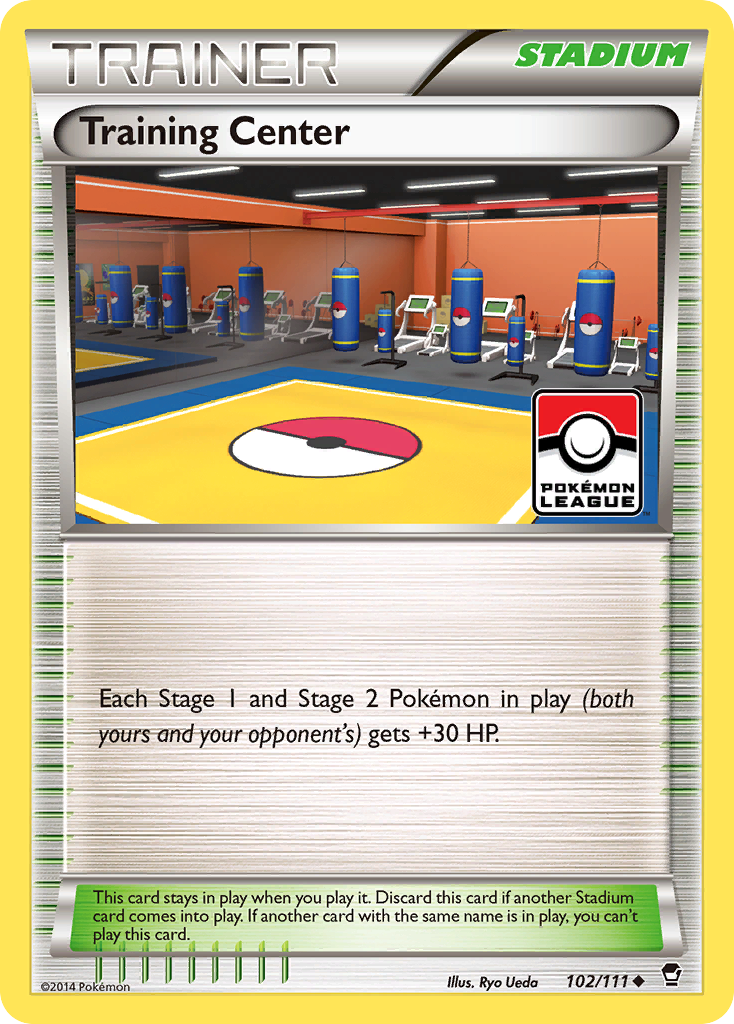 TRAINER
STADIUM
Training Center
POKÉMON
LEAGUE
™
Each Stage 1 and Stage 2 Pokémon in play (both
yours and your opponent's) gets +30 HP.
This card stays in play when you play it. Discard this card if another Stadium
card comes into play. If another card with the same name is in play, you can't
play this card.
©2014 Pokémon
Illus. Ryo Ueda
102/111